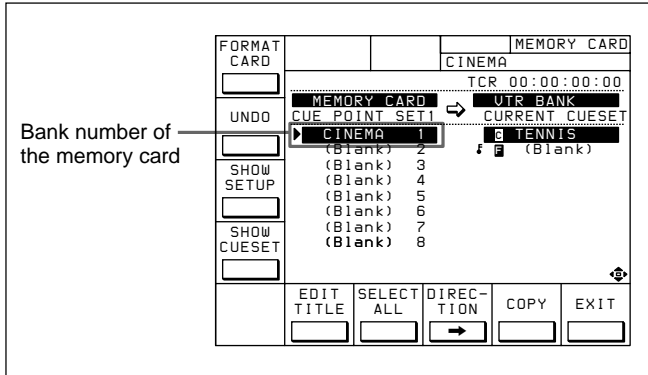 Bank number of
the memory card
FORMAT
CARD
UNDO
SHOW
SETUP
SHOW
CUESET
MEMORY CARD
CINEMA
TCR 00:00:00:00
MEMORY CARD
CUE POINT SET1
VTR BANK
CURRENT CUESET
CINEMA 1
(Blank) 2
(Blank) 3
(Blank) 4
(Blank) 5
(Blank) 6
(Blank) 7
(Blank) 8
C TENNIS
F (Blank)
EDIT
TITLE
SELECT
ALL
DIREC-
TION
COPY
EXIT